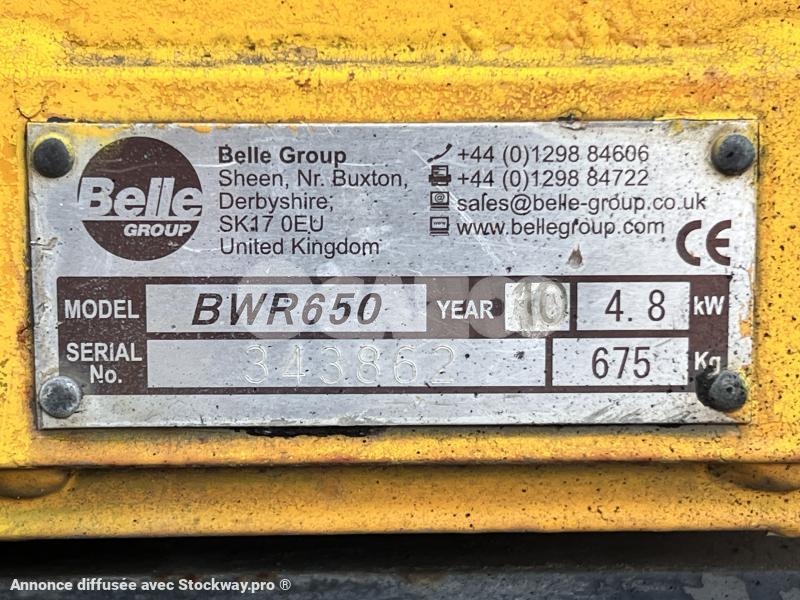 Belle
GROUP
Belle Group
Sheen, Nr. Buxton,
Derbyshire,
SK17 0EU
United Kingdom
+44 (0)1298 84606
+44 (0)1298 84722
sales@belle-group.co.uk
www.bellegroup.com
CE
MODEL BWR650 YEAR 10 4.8 kW
SERIAL No. 343862 675 Kg
Annonce diffusée avec Stockway.pro ®